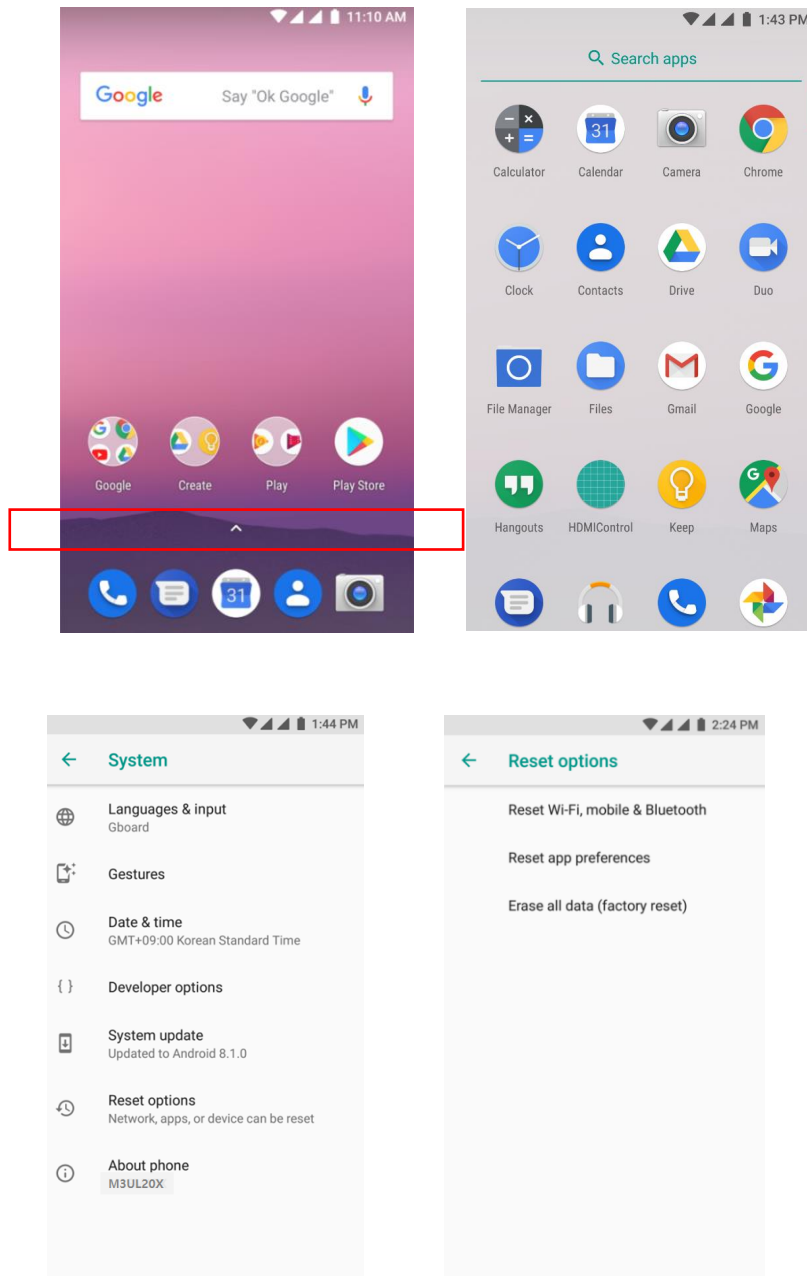 11:10 AM
Google
Say "Ok Google"
31
Google
Create
Play
Play Store
1:43 PM
Search apps
31
Calculator
Calendar
Camera
Chrome
Clock
Contacts
Drive
Duo
File Manager
Files
Gmail
Google
Hangouts
HDMIControl
Keep
Maps
1:44 PM
System
Languages & input
Gboard
Gestures
Date & time
GMT+09:00 Korean Standard Time
{ } Developer options
System update
Updated to Android 8.1.0
Reset options
Network, apps, or device can be reset
About phone
M3UL20X
2:24 PM
Reset options
Reset Wi-Fi, mobile & Bluetooth
Reset app preferences
Erase all data (factory reset)